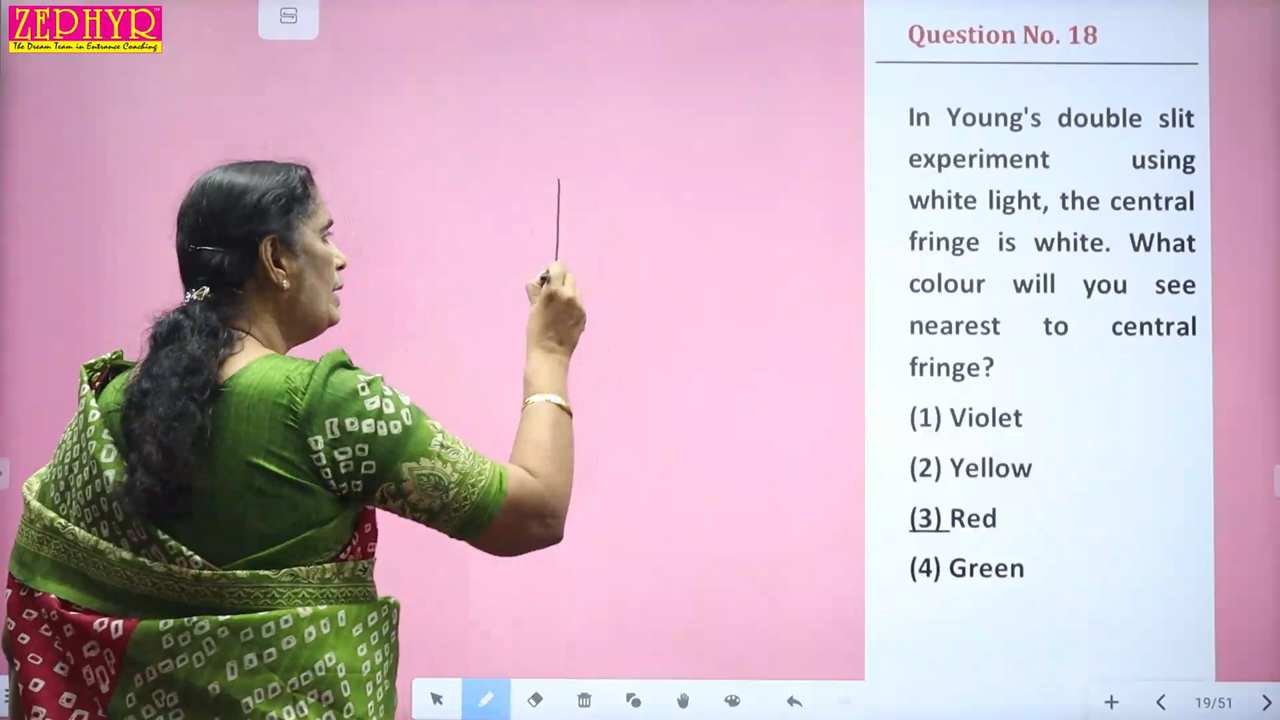 ZEPHYR™
The Dream Team in Entrance Coaching
Question No. 18
In Young's double slit
experiment using
white light, the central
fringe is white. What
colour will you see
nearest to central
fringe?
(1) Violet
(2) Yellow
(3) Red
(4) Green
19/51